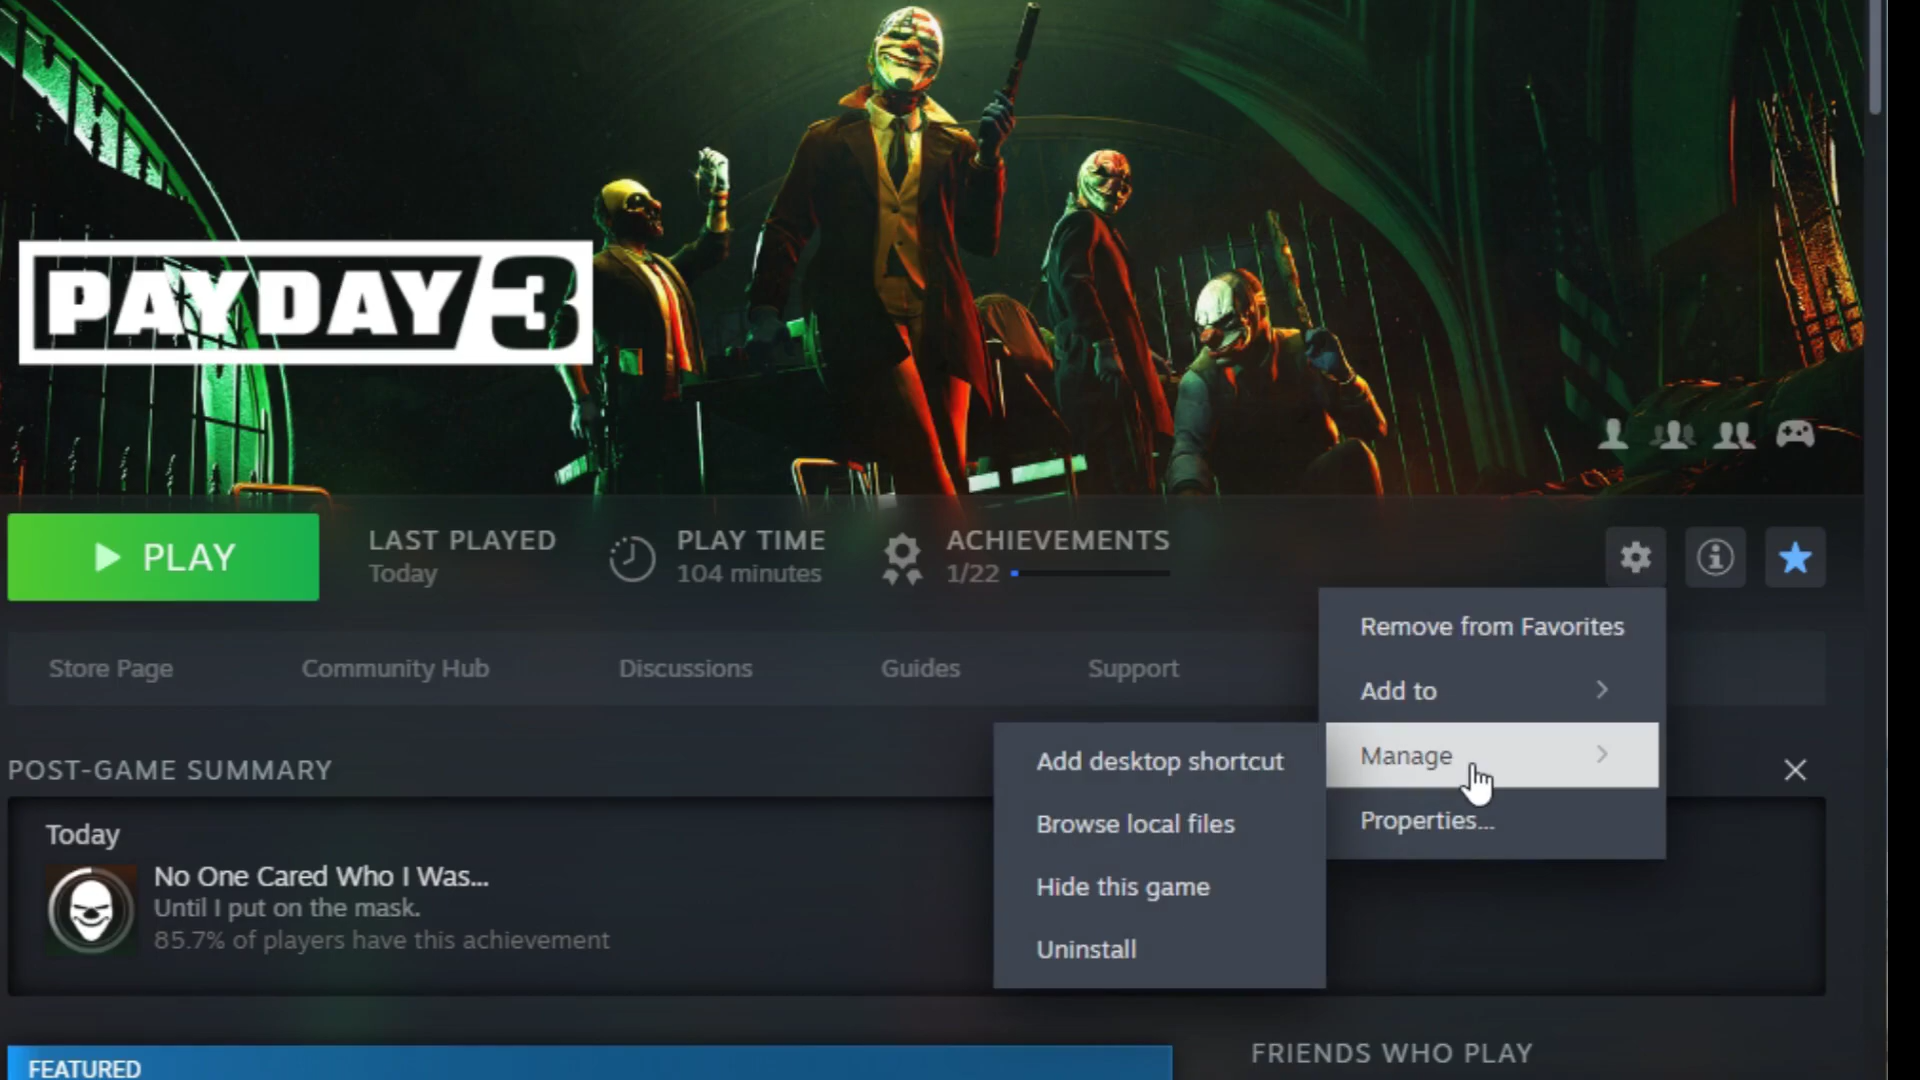 PAYDAY 3
PLAY
LAST PLAYED
Today
PLAY TIME
104 minutes
ACHIEVEMENTS
1/22
Store Page
Community Hub
Discussions
Guides
Support
Remove from Favorites
Add to
Manage
Properties...
Add desktop shortcut
Browse local files
Hide this game
Uninstall
POST-GAME SUMMARY
Today
No One Cared Who I Was...
Until I put on the mask.
85.7% of players have this achievement
FEATURED
FRIENDS WHO PLAY